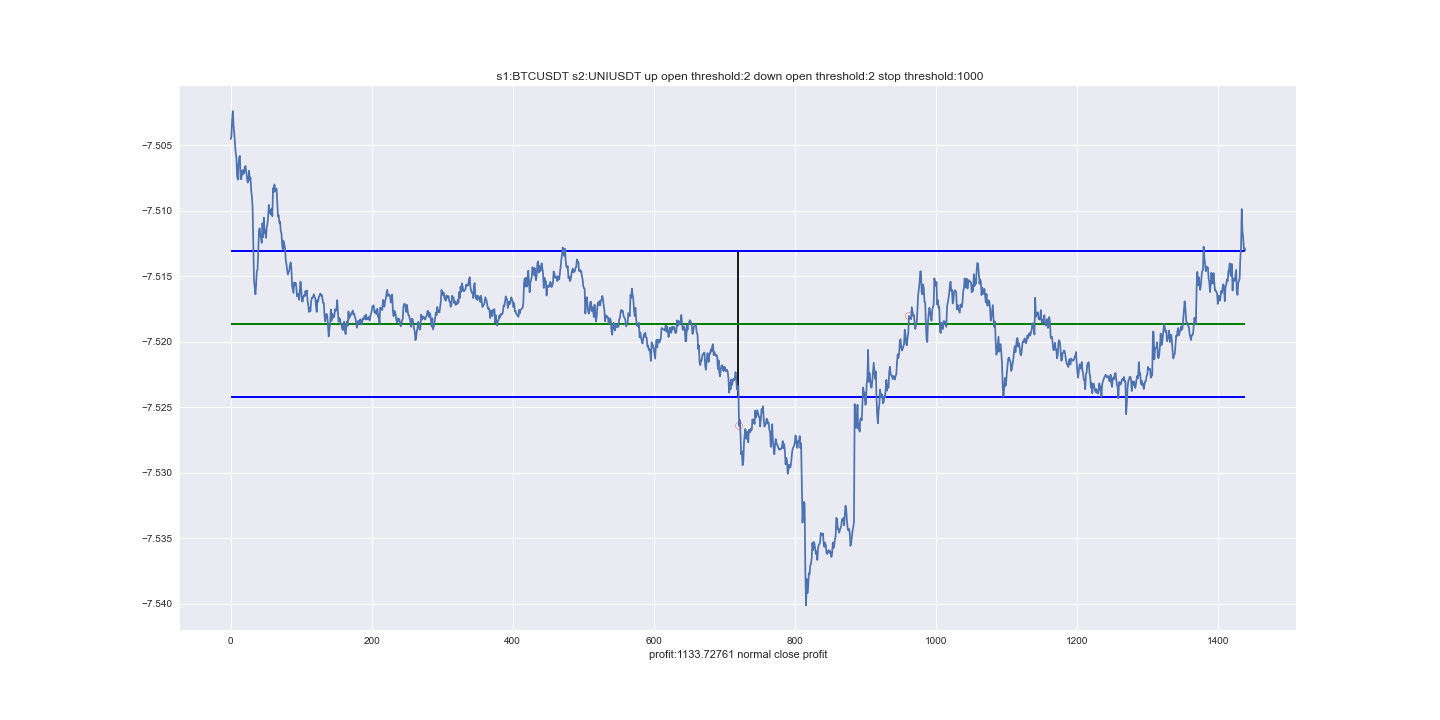 s1:BTCUSDT s2:UNIUSDT up open threshold:2 down open threshold:2 stop threshold:1000
−7.505
−7.510
−7.515
−7.520
−7.525
−7.530
−7.535
−7.540
0 200 400 600 800 1000 1200 1400
profit:1133.72761 normal close profit